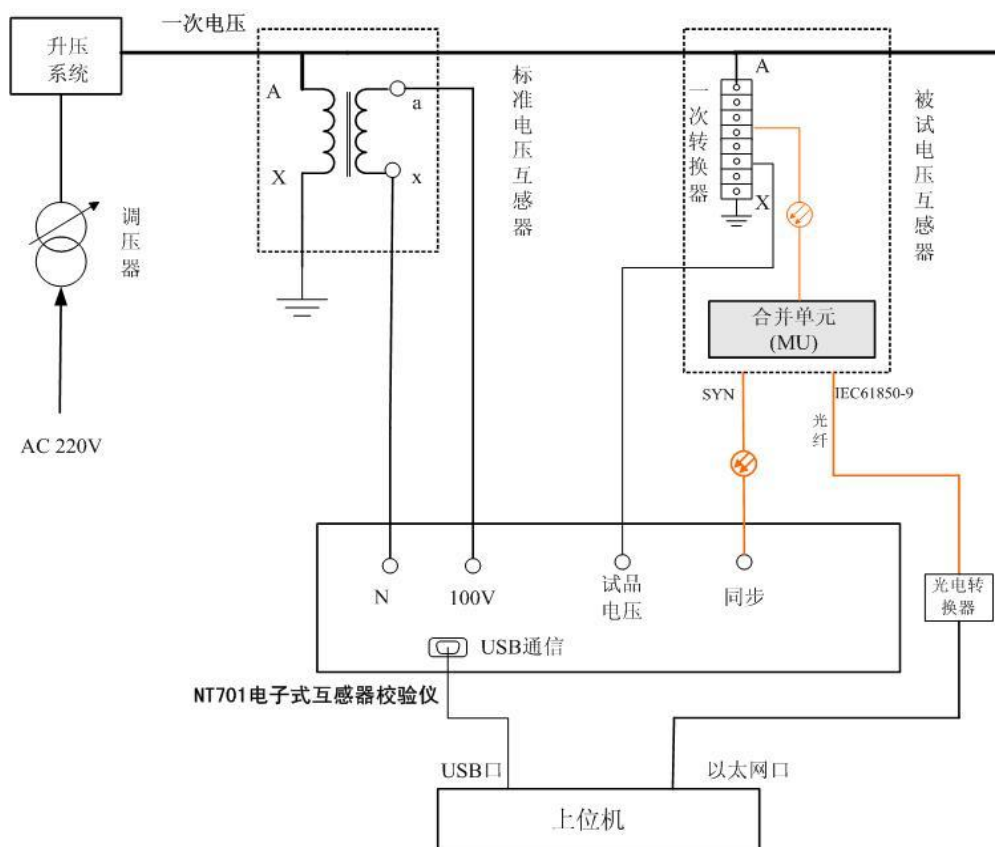 一次电压
升压
系统
A
X
a
x
标准电压互感器
A
X
一次转换器
被试电压互感器
调压器
AC 220V
合并单元
(MU)
SYN
IEC61850-9
光纤
N
100V
试品
电压
同步
光电转
换器
USB通信
NT701电子式互感器校验仪
USB口
以太网口
上位机